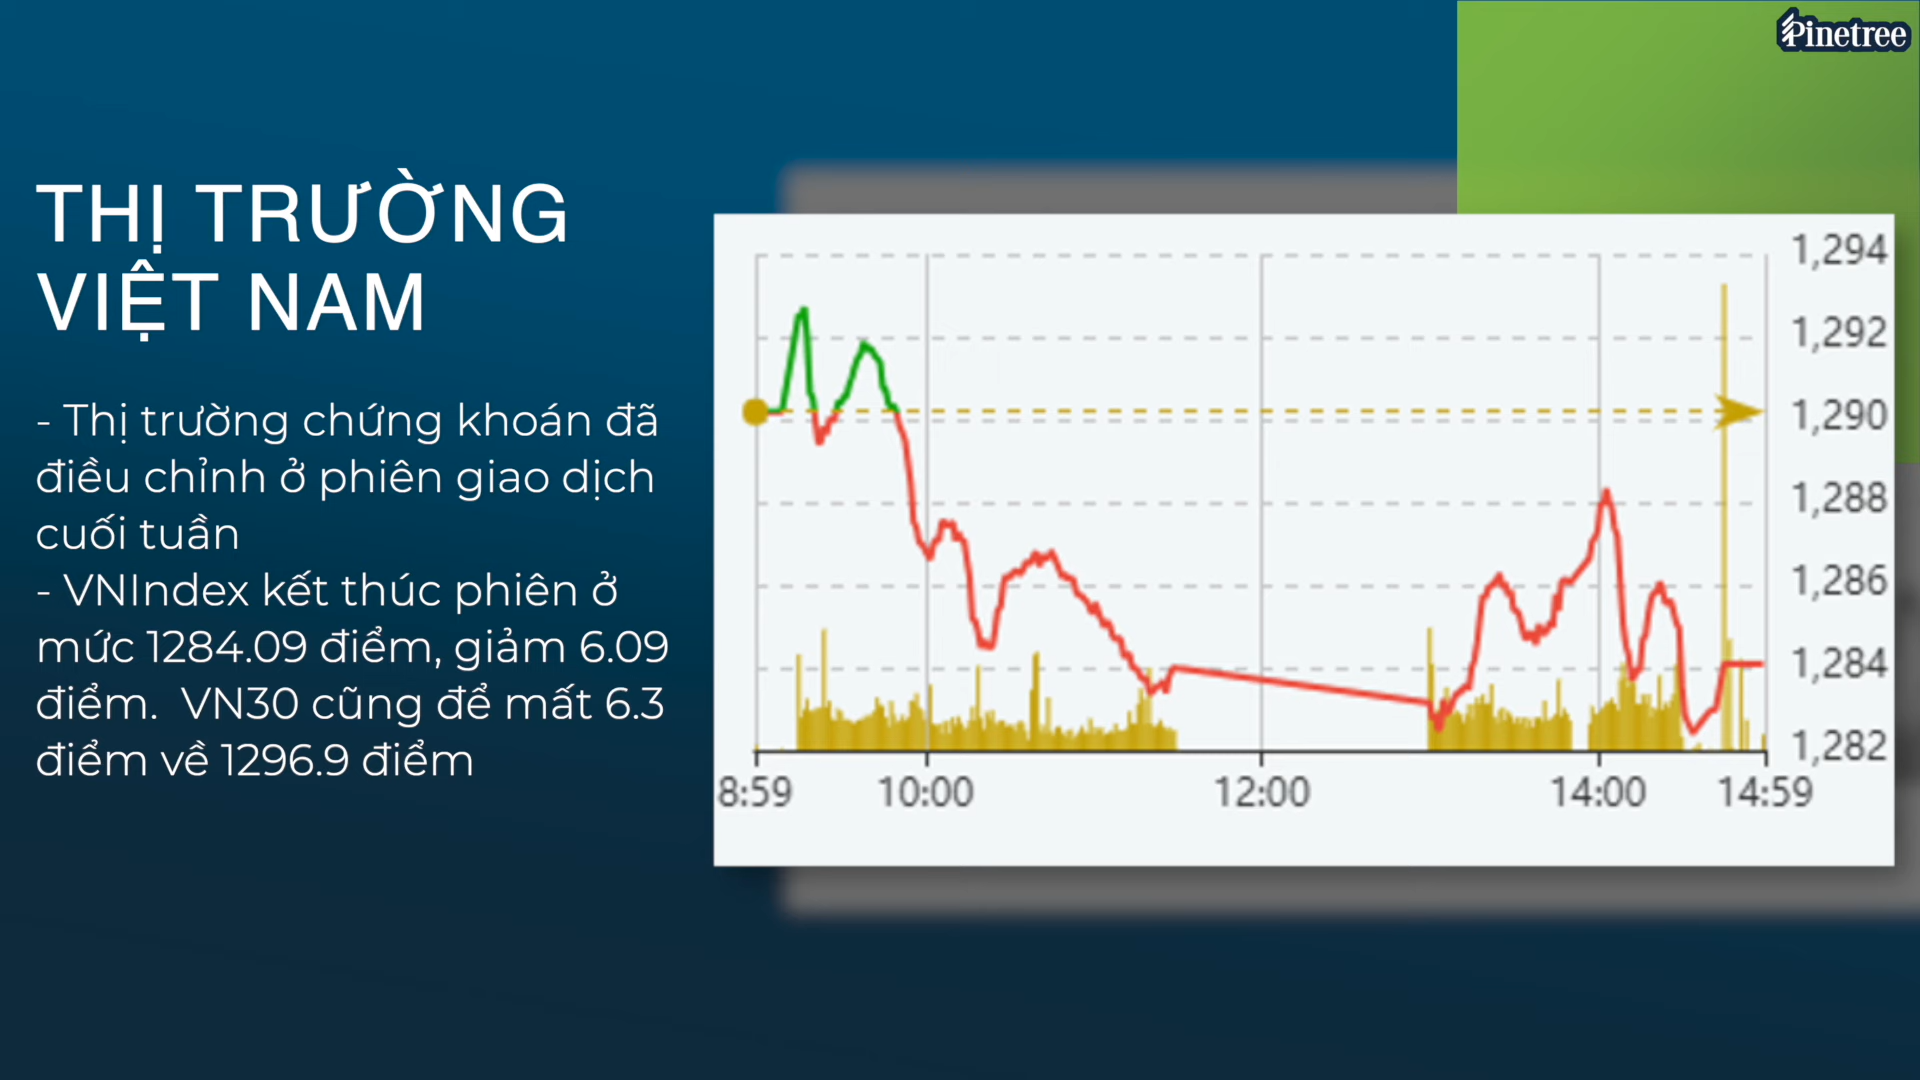 Pinetree
THỊ TRƯỜNG
VIỆT NAM
- Thị trường chứng khoán đã
điều chỉnh ở phiên giao dịch
cuối tuần
- VNIndex kết thúc phiên ở
mức 1284.09 điểm, giảm 6.09
điểm.  VN30 cũng để mất 6.3
điểm về 1296.9 điểm
1,294
1,292
1,290
1,288
1,286
1,284
1,282
8:59 10:00 12:00 14:00 14:59